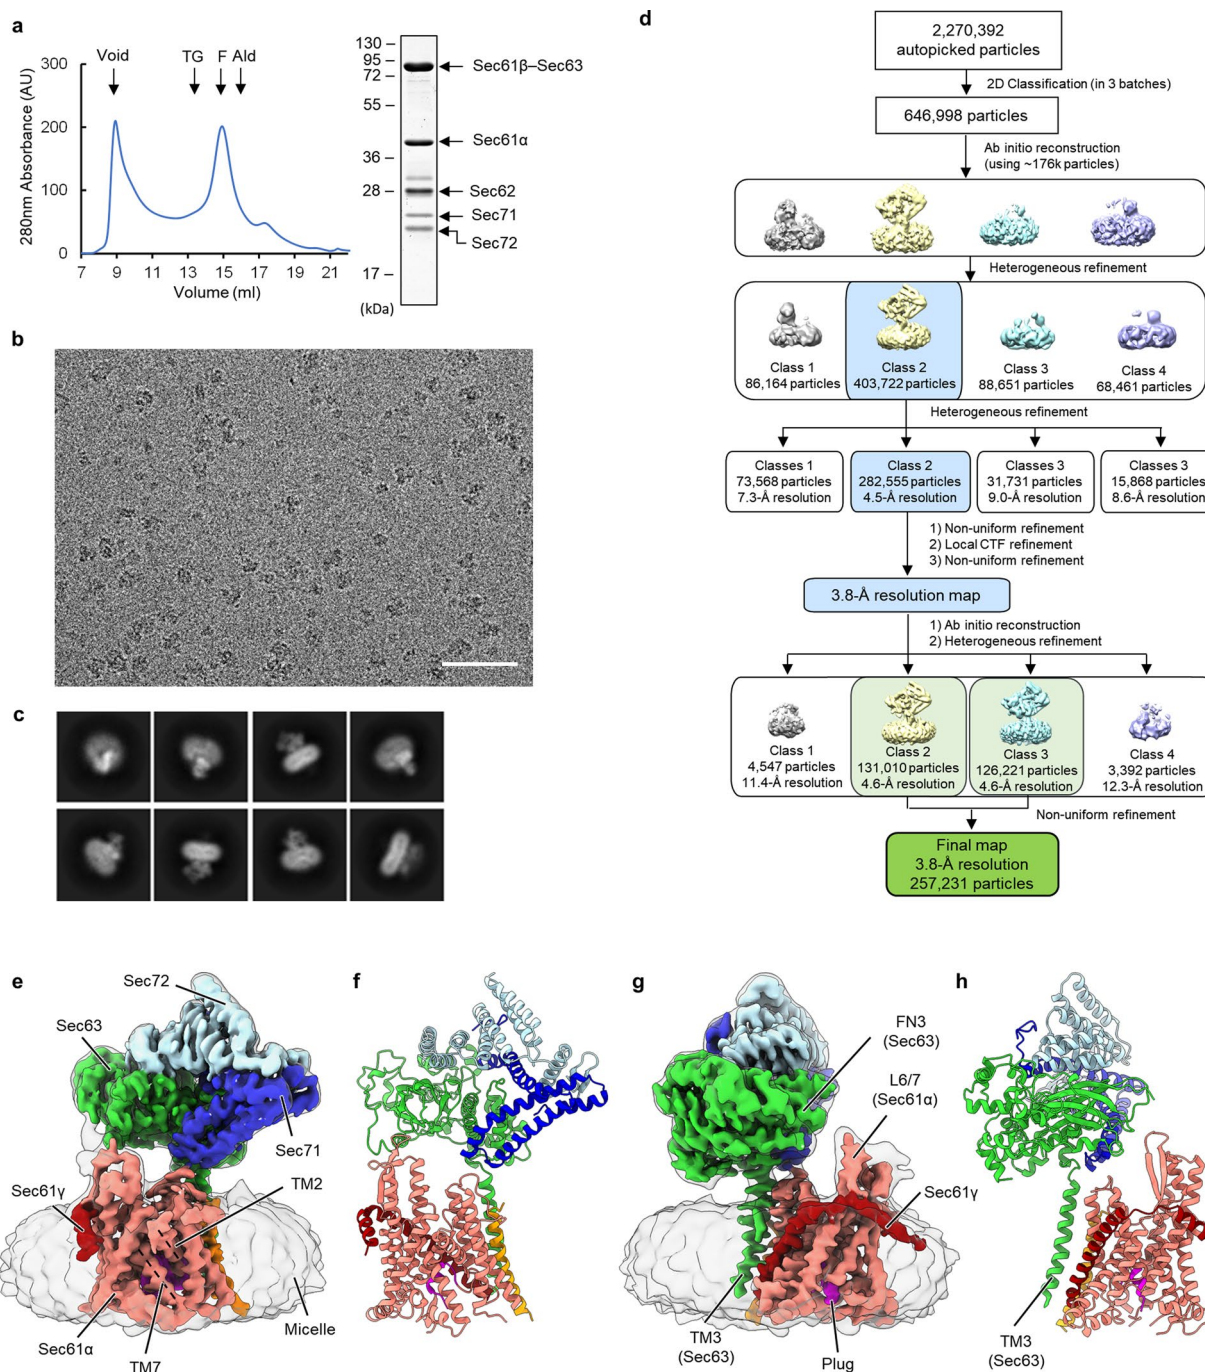 a
Void
TG
F
Ald
300
200
100
0
280nm Absorbance (AU)
7
9
11
13
15
17
19
21
Volume (ml)
130
95
72
55
36
28
17
(kDa)
Sec61β–Sec63
Sec61α
Sec62
Sec71
Sec72
b
c
d
2,270,392
autopicked particles
2D Classification (in 3 batches)
646,998 particles
Ab initio reconstruction
(using ~176k particles)
Heterogeneous refinement
Class 1
86,164 particles
Class 2
403,722 particles
Class 3
88,651 particles
Class 4
68,461 particles
Heterogeneous refinement
Classes 1
73,568 particles
7.3-Å resolution
Class 2
282,555 particles
4.5-Å resolution
Classes 3
31,731 particles
9.0-Å resolution
Classes 3
15,868 particles
8.6-Å resolution
1) Non-uniform refinement
2) Local CTF refinement
3) Non-uniform refinement
3.8-Å resolution map
1) Ab initio reconstruction
2) Heterogeneous refinement
Class 1
4,547 particles
11.4-Å resolution
Class 2
131,010 particles
4.6-Å resolution
Class 3
126,221 particles
4.6-Å resolution
Class 4
3,392 particles
12.3-Å resolution
Non-uniform refinement
Final map
3.8-Å resolution
257,231 particles
e
Sec72
Sec63
Sec71
Sec61γ
TM2
Sec61α
TM7
Micelle
f
g
FN3
(Sec63)
L6/7
(Sec61α)
Sec61γ
TM3
(Sec63)
Plug
h
TM3
(Sec63)